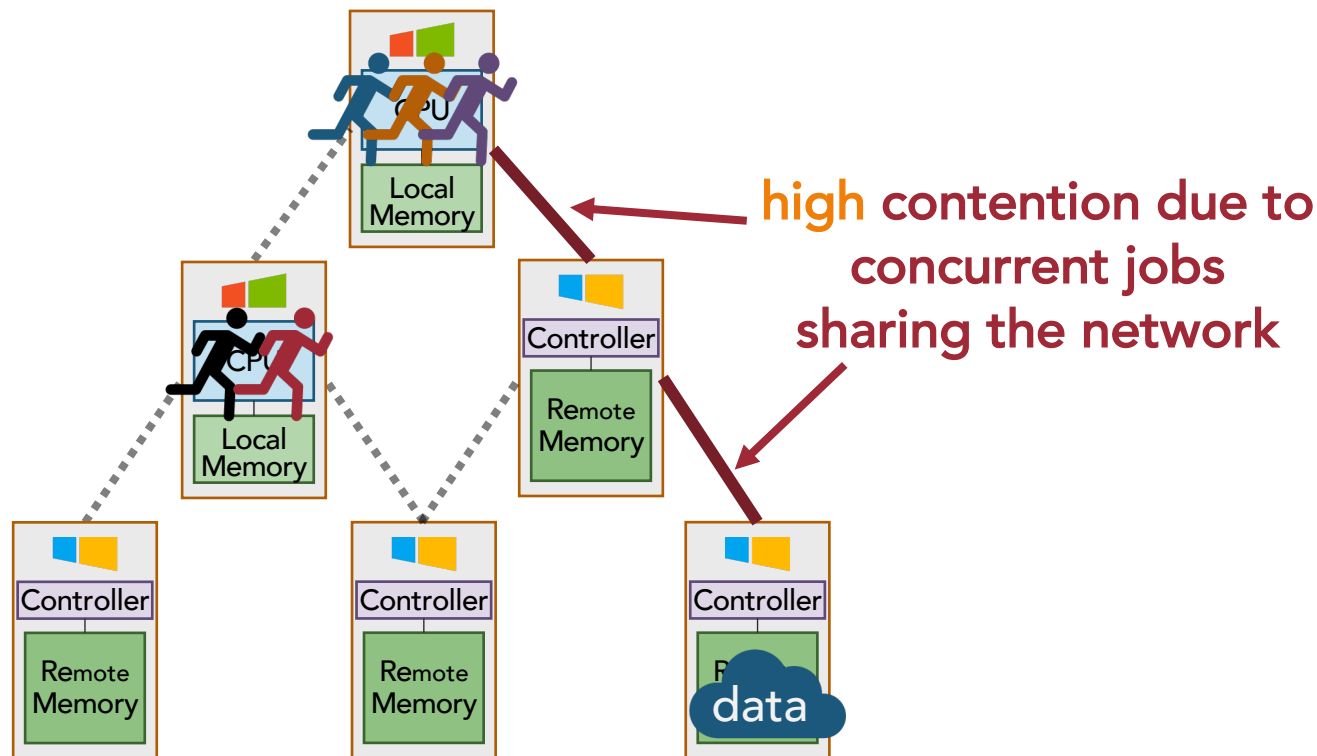 CPU
Local
Memory
high contention due to
concurrent jobs
sharing the network
CPU
Local
Memory
Controller
Remote
Memory
Controller
Remote
Memory
Controller
Remote
Memory
Controller
data